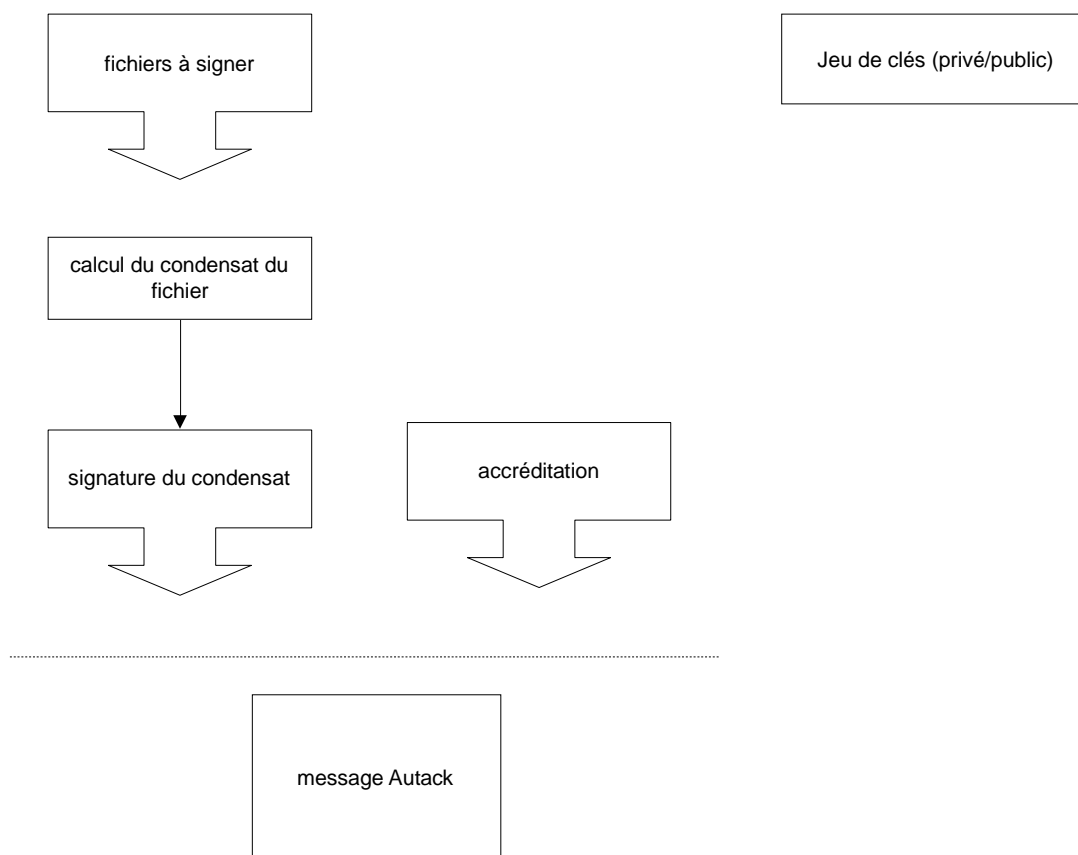 fichiers à signer
Jeu de clés (privé/public)
calcul du condensat du
fichier
signature du condensat
accréditation
message Autack